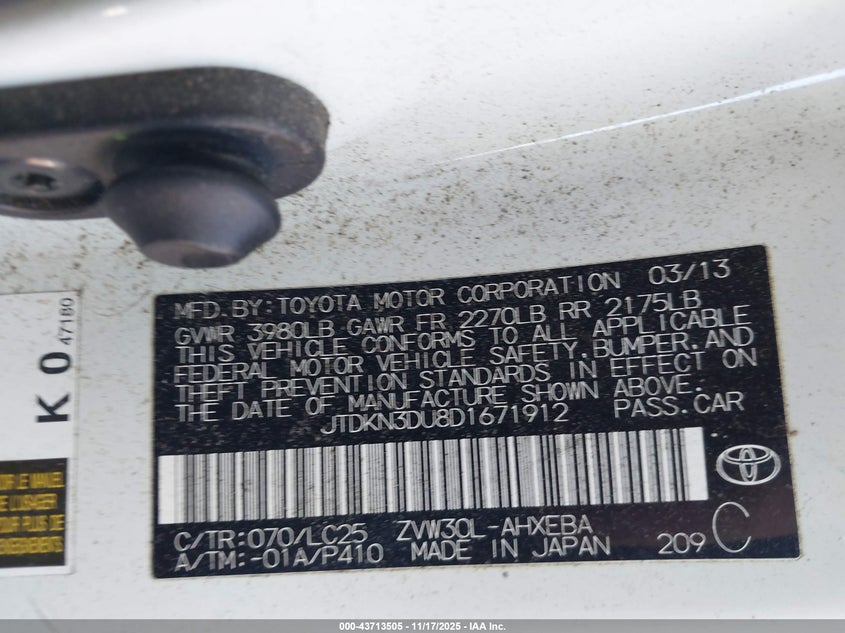 MFD. BY: TOYOTA MOTOR CORPORATION 03/13
GVWR 3980LB GAWR FR 2270LB RR 2175LB
THIS VEHICLE CONFORMS TO ALL APPLICABLE
FEDERAL MOTOR VEHICLE SAFETY, BUMPER, AND
THEFT PREVENTION STANDARDS IN EFFECT ON
THE DATE OF MANUFACTURE SHOWN ABOVE.
JTDKN3DU8D1671912 PASS. CAR
C/TR: 070/LC25 ZVW30L-AHXEBA
A/TM: -01A/P410 MADE IN JAPAN 209 C
K 0 47180
000-43713505 - 11/17/2025 - IAA Inc.